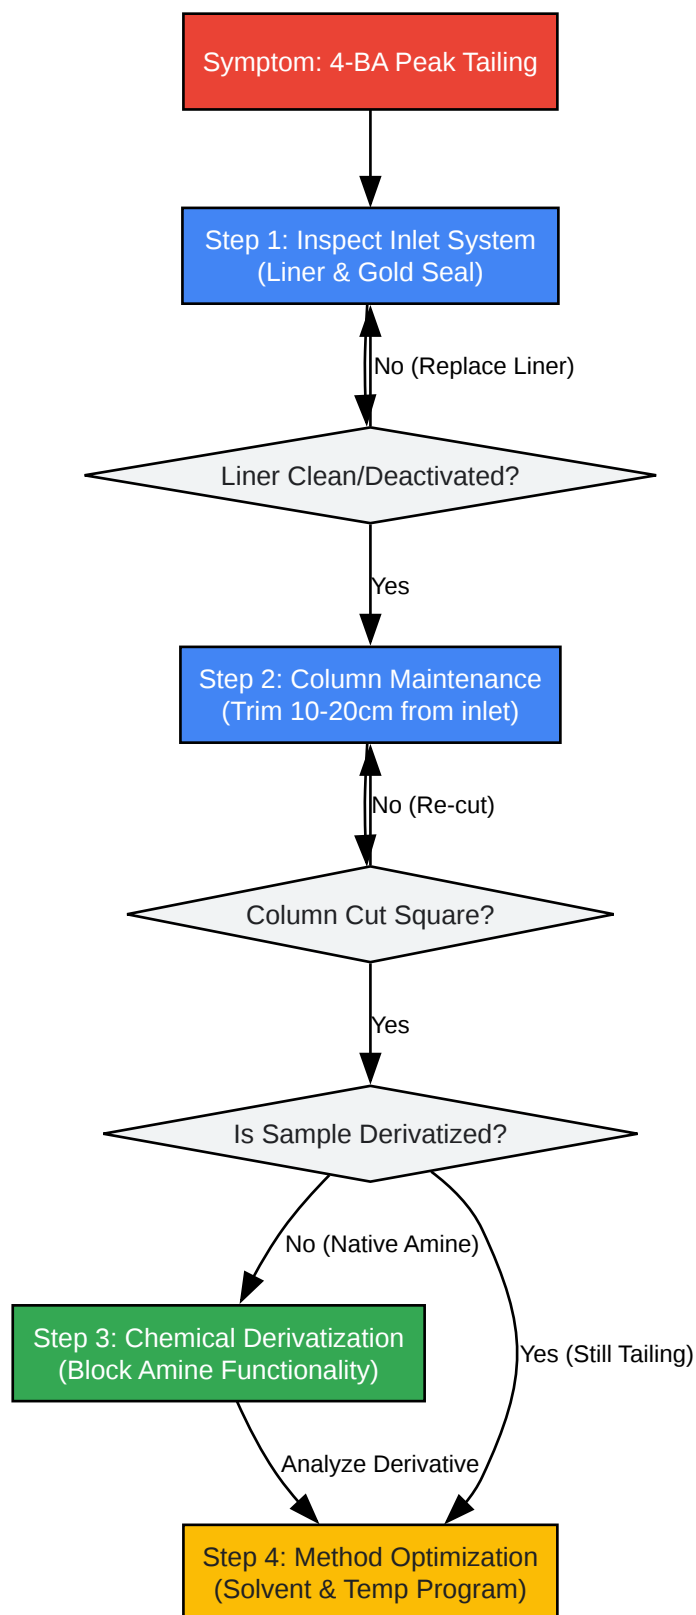 Symptom: 4-BA Peak Tailing
Step 1: Inspect Inlet System
(Liner & Gold Seal)
No (Replace Liner)
Liner Clean/Deactivated?
Yes
Step 2: Column Maintenance
(Trim 10-20cm from inlet)
No (Re-cut)
Column Cut Square?
Yes
Is Sample Derivatized?
No (Native Amine)
Step 3: Chemical Derivatization
(Block Amine Functionality)
Yes (Still Tailing)
Analyze Derivative
Step 4: Method Optimization
(Solvent & Temp Program)